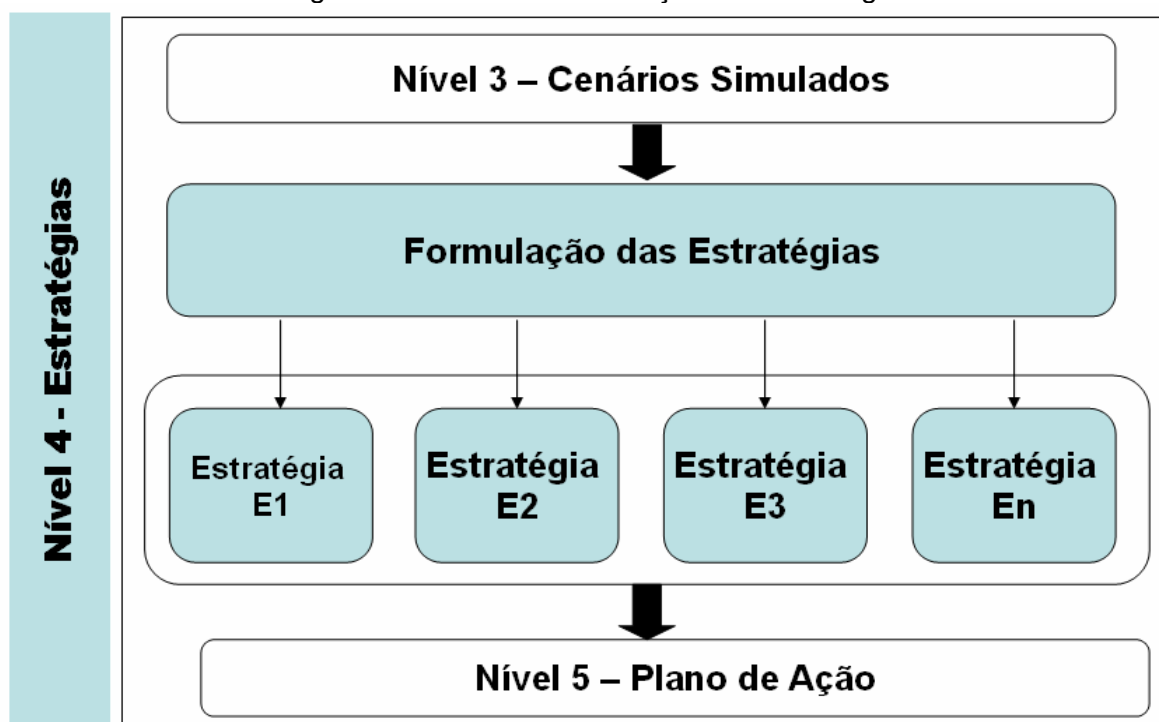 Nível 4 - Estratégias
Nível 3 – Cenários Simulados
Formulação das Estratégias
Estratégia
E1
Estratégia
E2
Estratégia
E3
Estratégia
En
Nível 5 – Plano de Ação